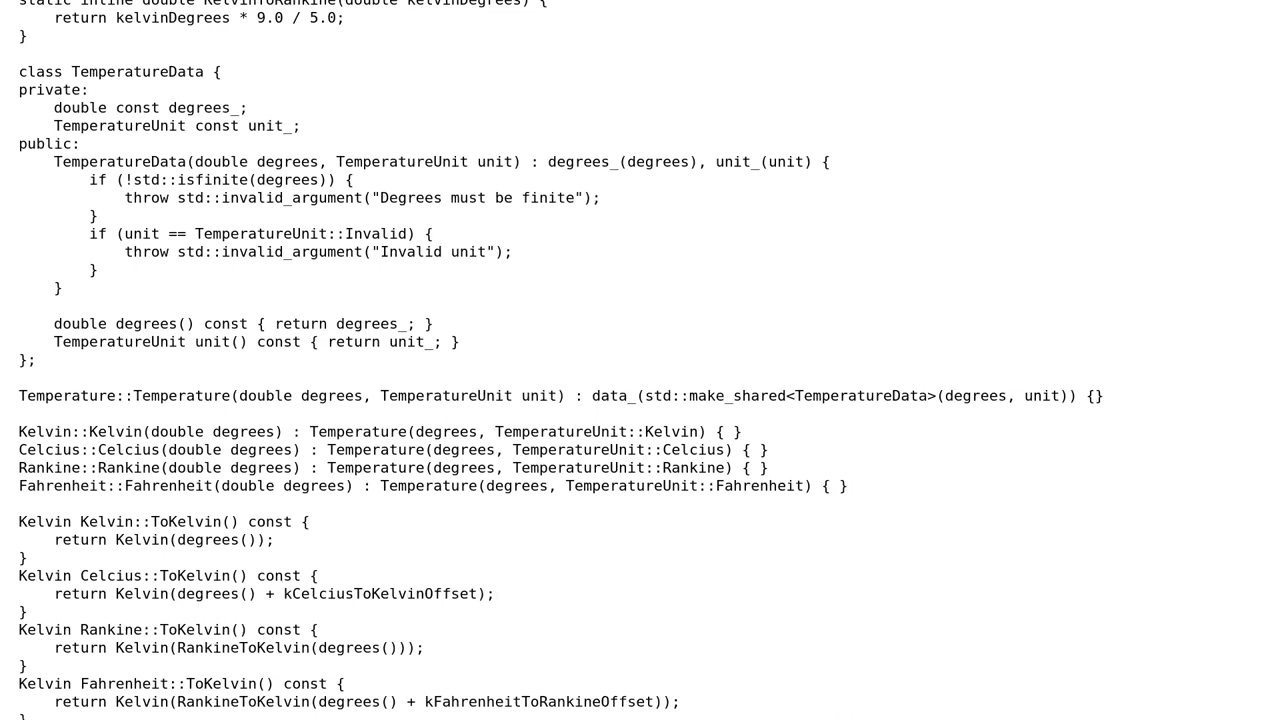 static inline double KelvinToRankine(double kelvinDegrees) {
    return kelvinDegrees * 9.0 / 5.0;
}

class TemperatureData {
private:
    double const degrees_;
    TemperatureUnit const unit_;
public:
    TemperatureData(double degrees, TemperatureUnit unit) : degrees_(degrees), unit_(unit) {
        if (!std::isfinite(degrees)) {
            throw std::invalid_argument("Degrees must be finite");
        }
        if (unit == TemperatureUnit::Invalid) {
            throw std::invalid_argument("Invalid unit");
        }
    }

    double degrees() const { return degrees_; }
    TemperatureUnit unit() const { return unit_; }
};

Temperature::Temperature(double degrees, TemperatureUnit unit) : data_(std::make_shared<TemperatureData>(degrees, unit)) {}

Kelvin::Kelvin(double degrees) : Temperature(degrees, TemperatureUnit::Kelvin) { }
Celcius::Celcius(double degrees) : Temperature(degrees, TemperatureUnit::Celcius) { }
Rankine::Rankine(double degrees) : Temperature(degrees, TemperatureUnit::Rankine) { }
Fahrenheit::Fahrenheit(double degrees) : Temperature(degrees, TemperatureUnit::Fahrenheit) { }

Kelvin Kelvin::ToKelvin() const {
    return Kelvin(degrees());
}
Kelvin Celcius::ToKelvin() const {
    return Kelvin(degrees() + kCelciusToKelvinOffset);
}
Kelvin Rankine::ToKelvin() const {
    return Kelvin(RankineToKelvin(degrees()));
}
Kelvin Fahrenheit::ToKelvin() const {
    return Kelvin(RankineToKelvin(degrees() + kFahrenheitToRankineOffset));
}